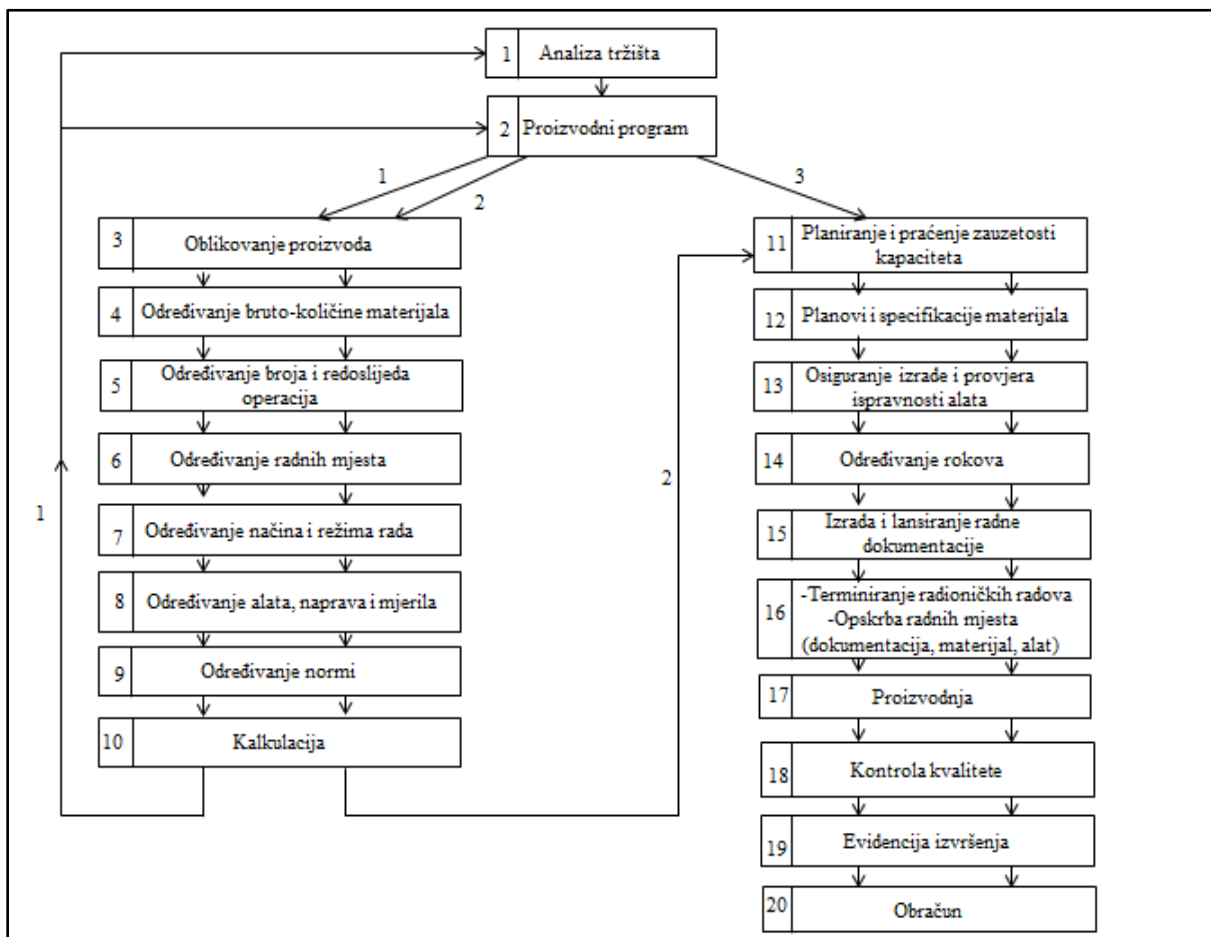 1 Analiza tržišta
2 Proizvodni program
1
2
3
3 Oblikovanje proizvoda
4 Određivanje bruto-količine materijala
5 Određivanje broja i redoslijeda
operacija
6 Određivanje radnih mjesta
7 Određivanje načina i režima rada
8 Određivanje alata, naprava i mjerila
9 Određivanje normi
10 Kalkulacija
1
2
11 Planiranje i praćenje zauzetosti
kapaciteta
12 Planovi i specifikacije materijala
13 Osiguranje izrade i provjera
ispravnosti alata
14 Određivanje rokova
15 Izrada i lansiranje radne
dokumentacije
16 -Terminiranje radioničkih radova
-Opskrba radnih mjesta
(dokumentacija, materijal, alat)
17 Proizvodnja
18 Kontrola kvalitete
19 Evidencija izvršenja
20 Obračun